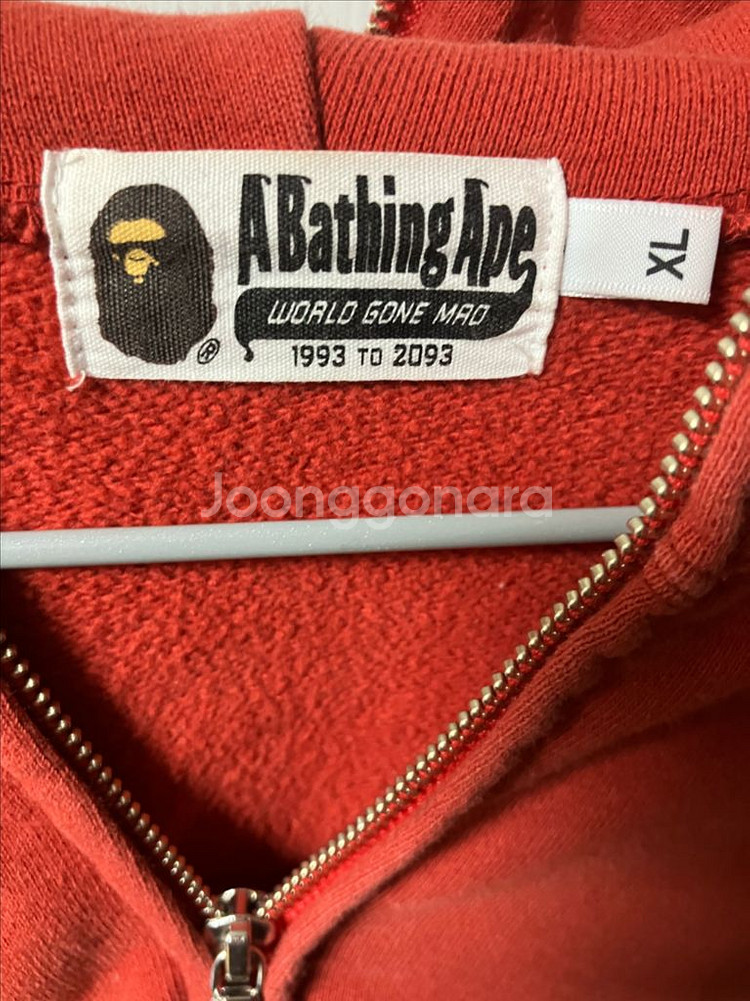 A Bathing Ape
WORLD GONE MAD
1993 TO 2093
®
XL
Joonggonara